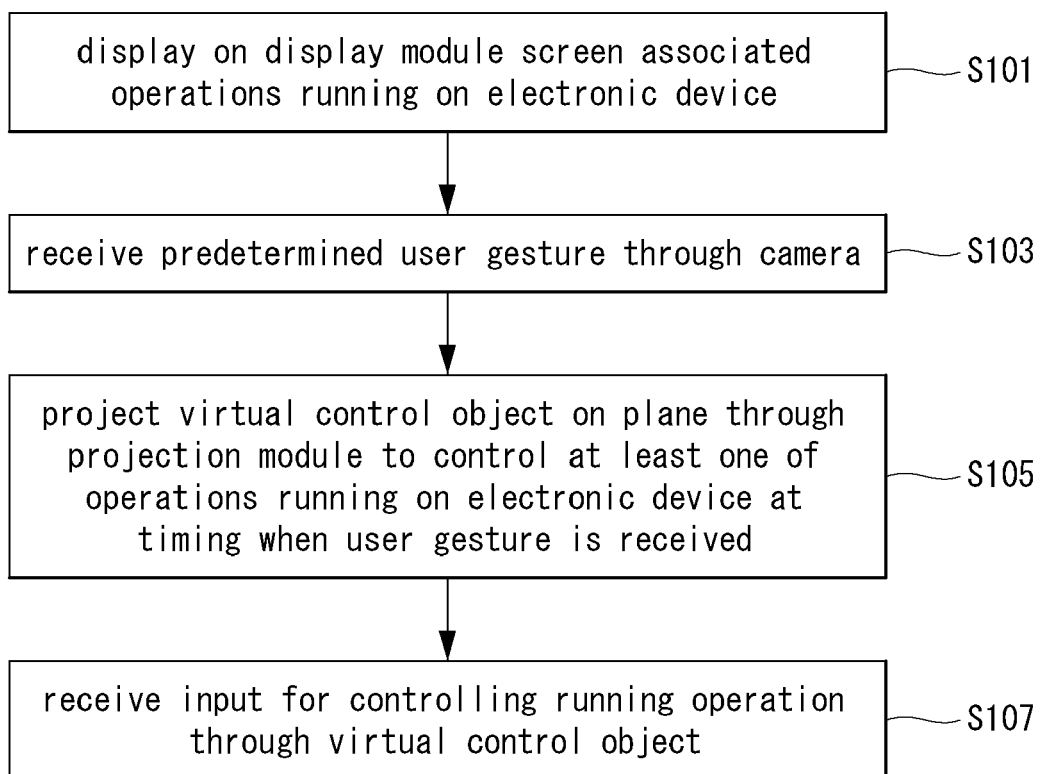 display on display module screen associated
operations running on electronic device
S101
receive predetermined user gesture through camera
S103
project virtual control object on plane through
projection module to control at least one of
operations running on electronic device at
timing when user gesture is received
S105
receive input for controlling running operation
through virtual control object
S107